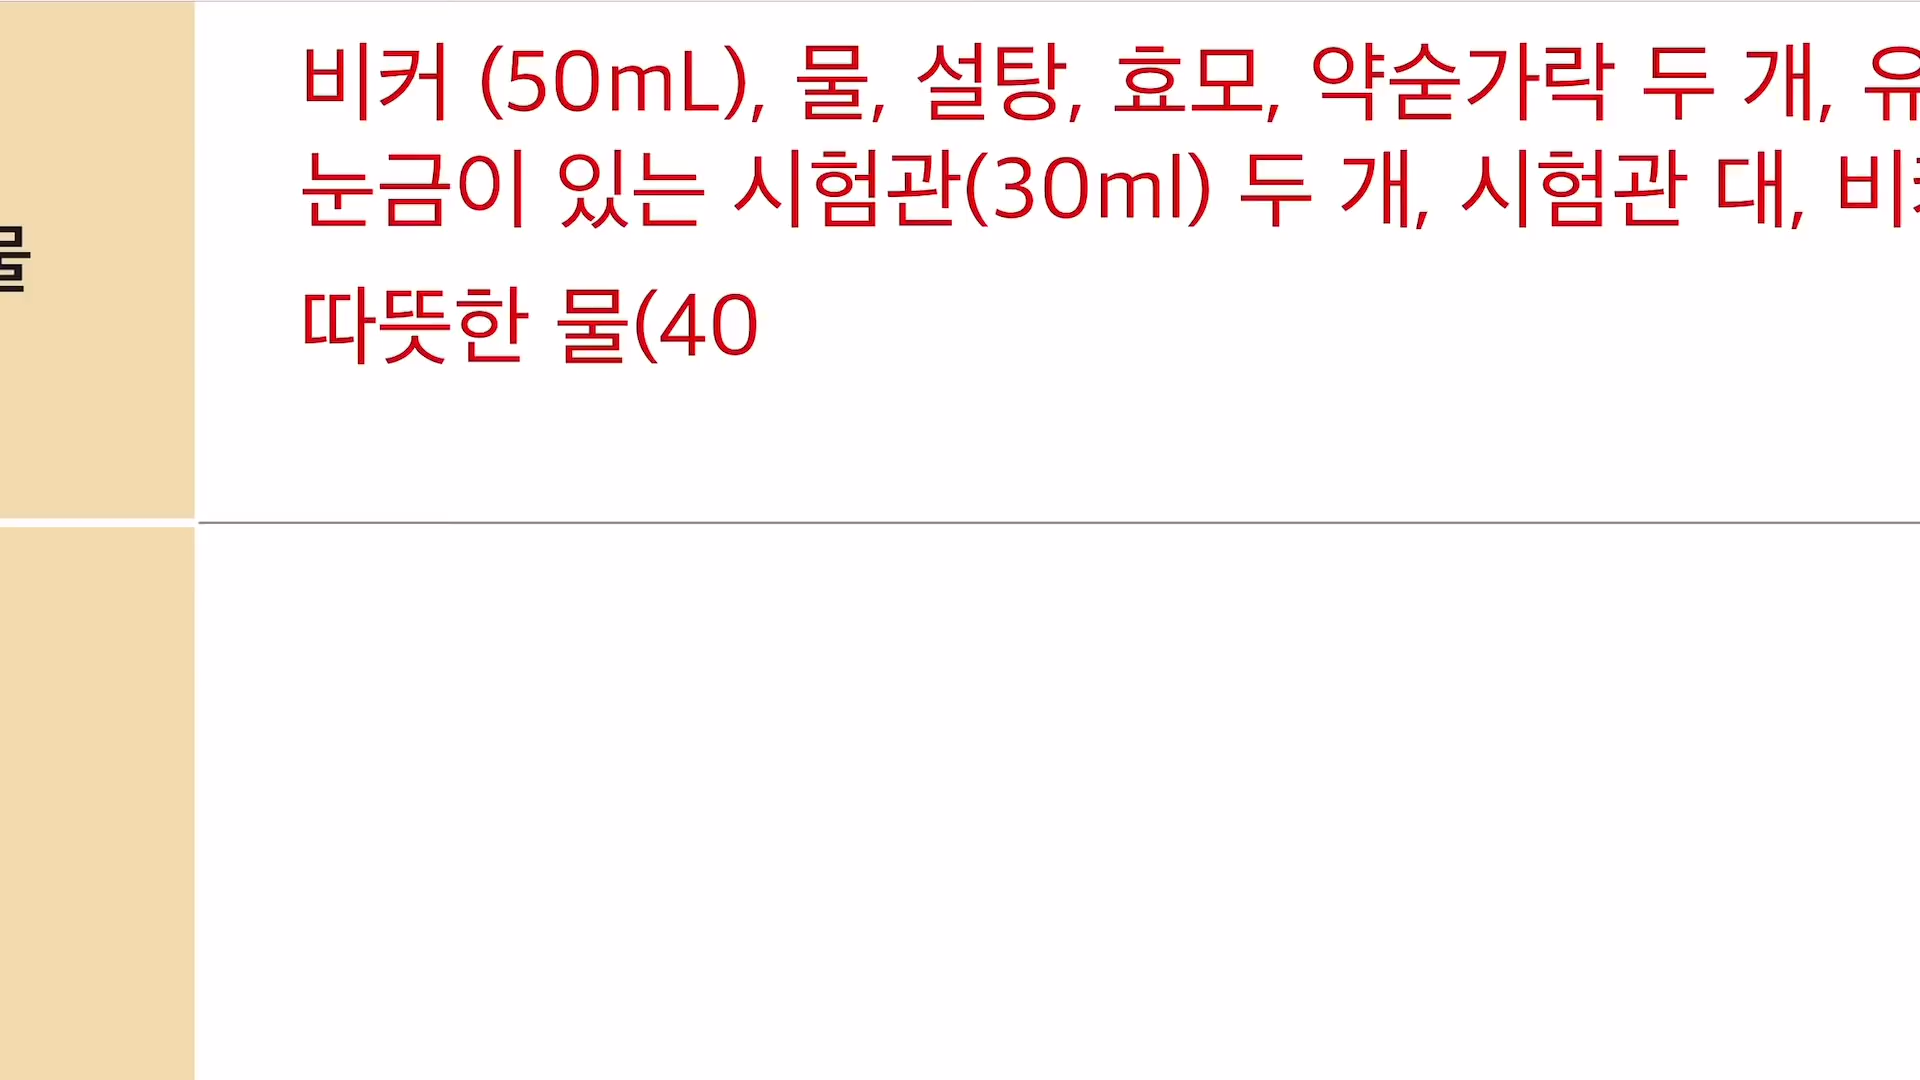 비커 (50mL), 물, 설탕, 효모, 약숟가락 두 개,
눈금이 있는 시험관(30ml) 두 개, 시험관 대,
물
따뜻한 물(40